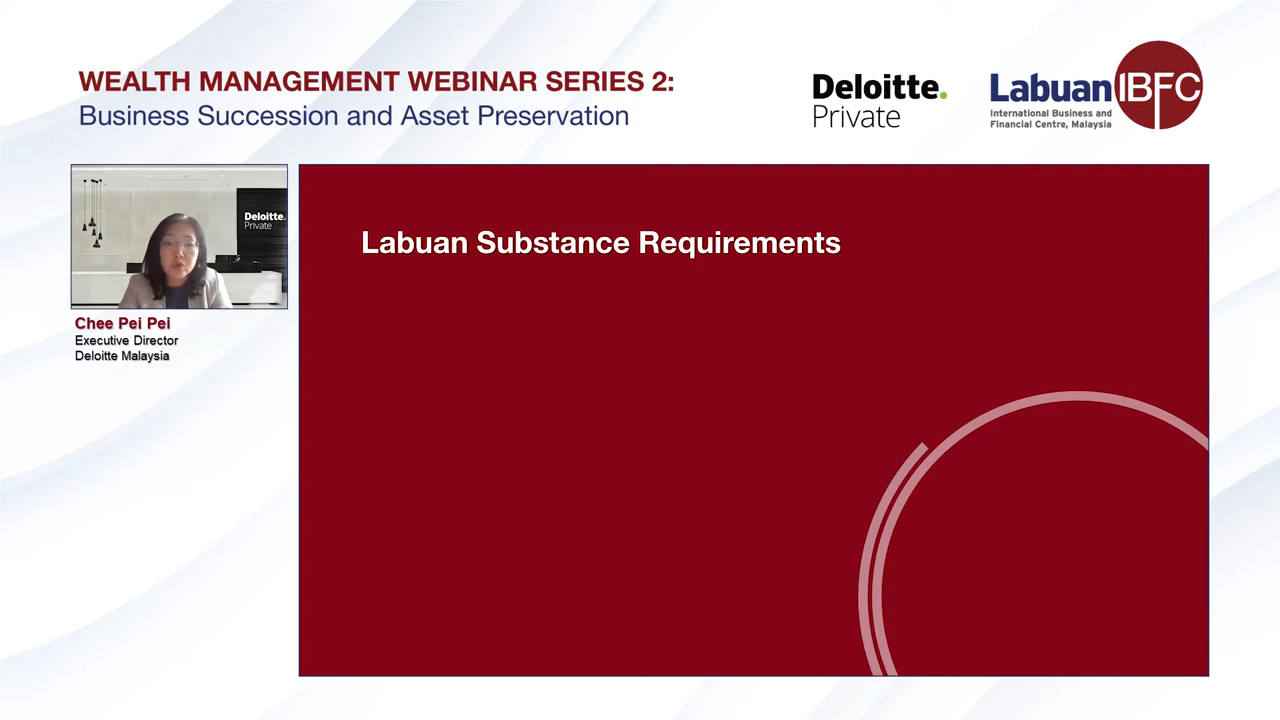 WEALTH MANAGEMENT WEBINAR SERIES 2:
Business Succession and Asset Preservation
Deloitte.
Private
Labuan IBFC
International Business and
Financial Centre, Malaysia
Deloitte.
Private
Chee Pei Pei
Executive Director
Deloitte Malaysia
Labuan Substance Requirements